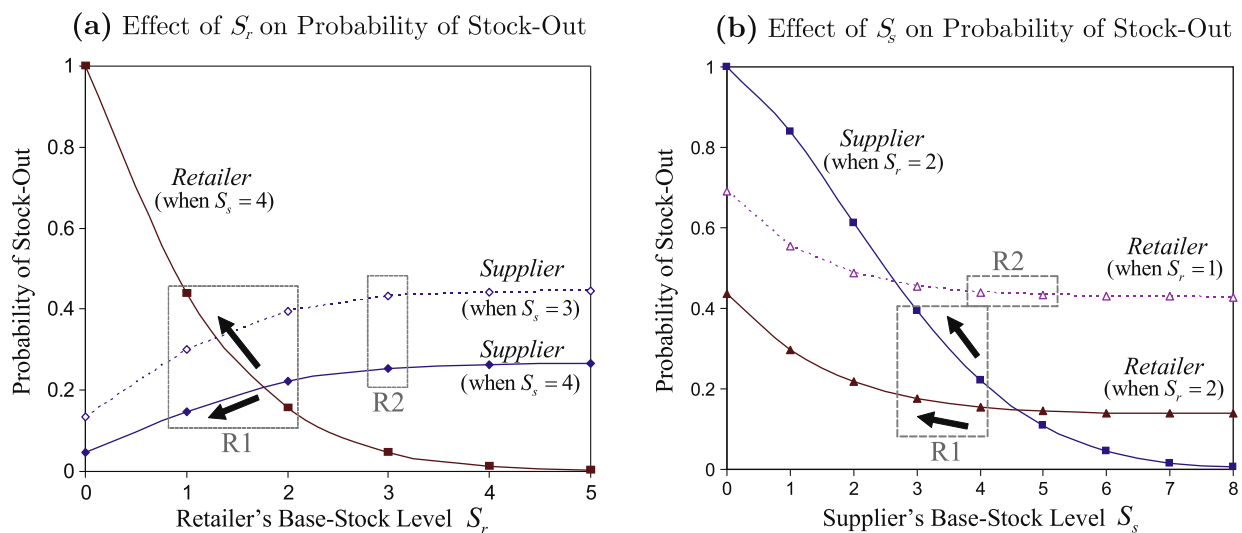 (a) Effect of S_r on Probability of Stock-Out
Probability of Stock-Out
1
0.8
0.6
0.4
0.2
0
Retailer
(when S_s = 4)
Supplier
(when S_s = 3)
Supplier
(when S_s = 4)
R1
R2
0 1 2 3 4 5
Retailer's Base-Stock Level S_r
(b) Effect of S_s on Probability of Stock-Out
Probability of Stock-Out
1
0.8
0.6
0.4
0.2
0
Supplier
(when S_r = 2)
R2
Retailer
(when S_r = 1)
Retailer
(when S_r = 2)
R1
0 1 2 3 4 5 6 7 8
Supplier's Base-Stock Level S_s